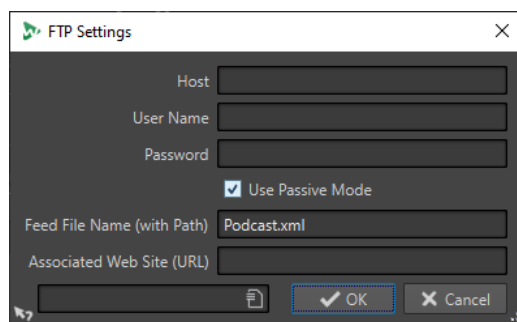 FTP Settings
Host
User Name
Password
Use Passive Mode
Feed File Name (with Path) Podcast.xml
Associated Web Site (URL)
OK Cancel